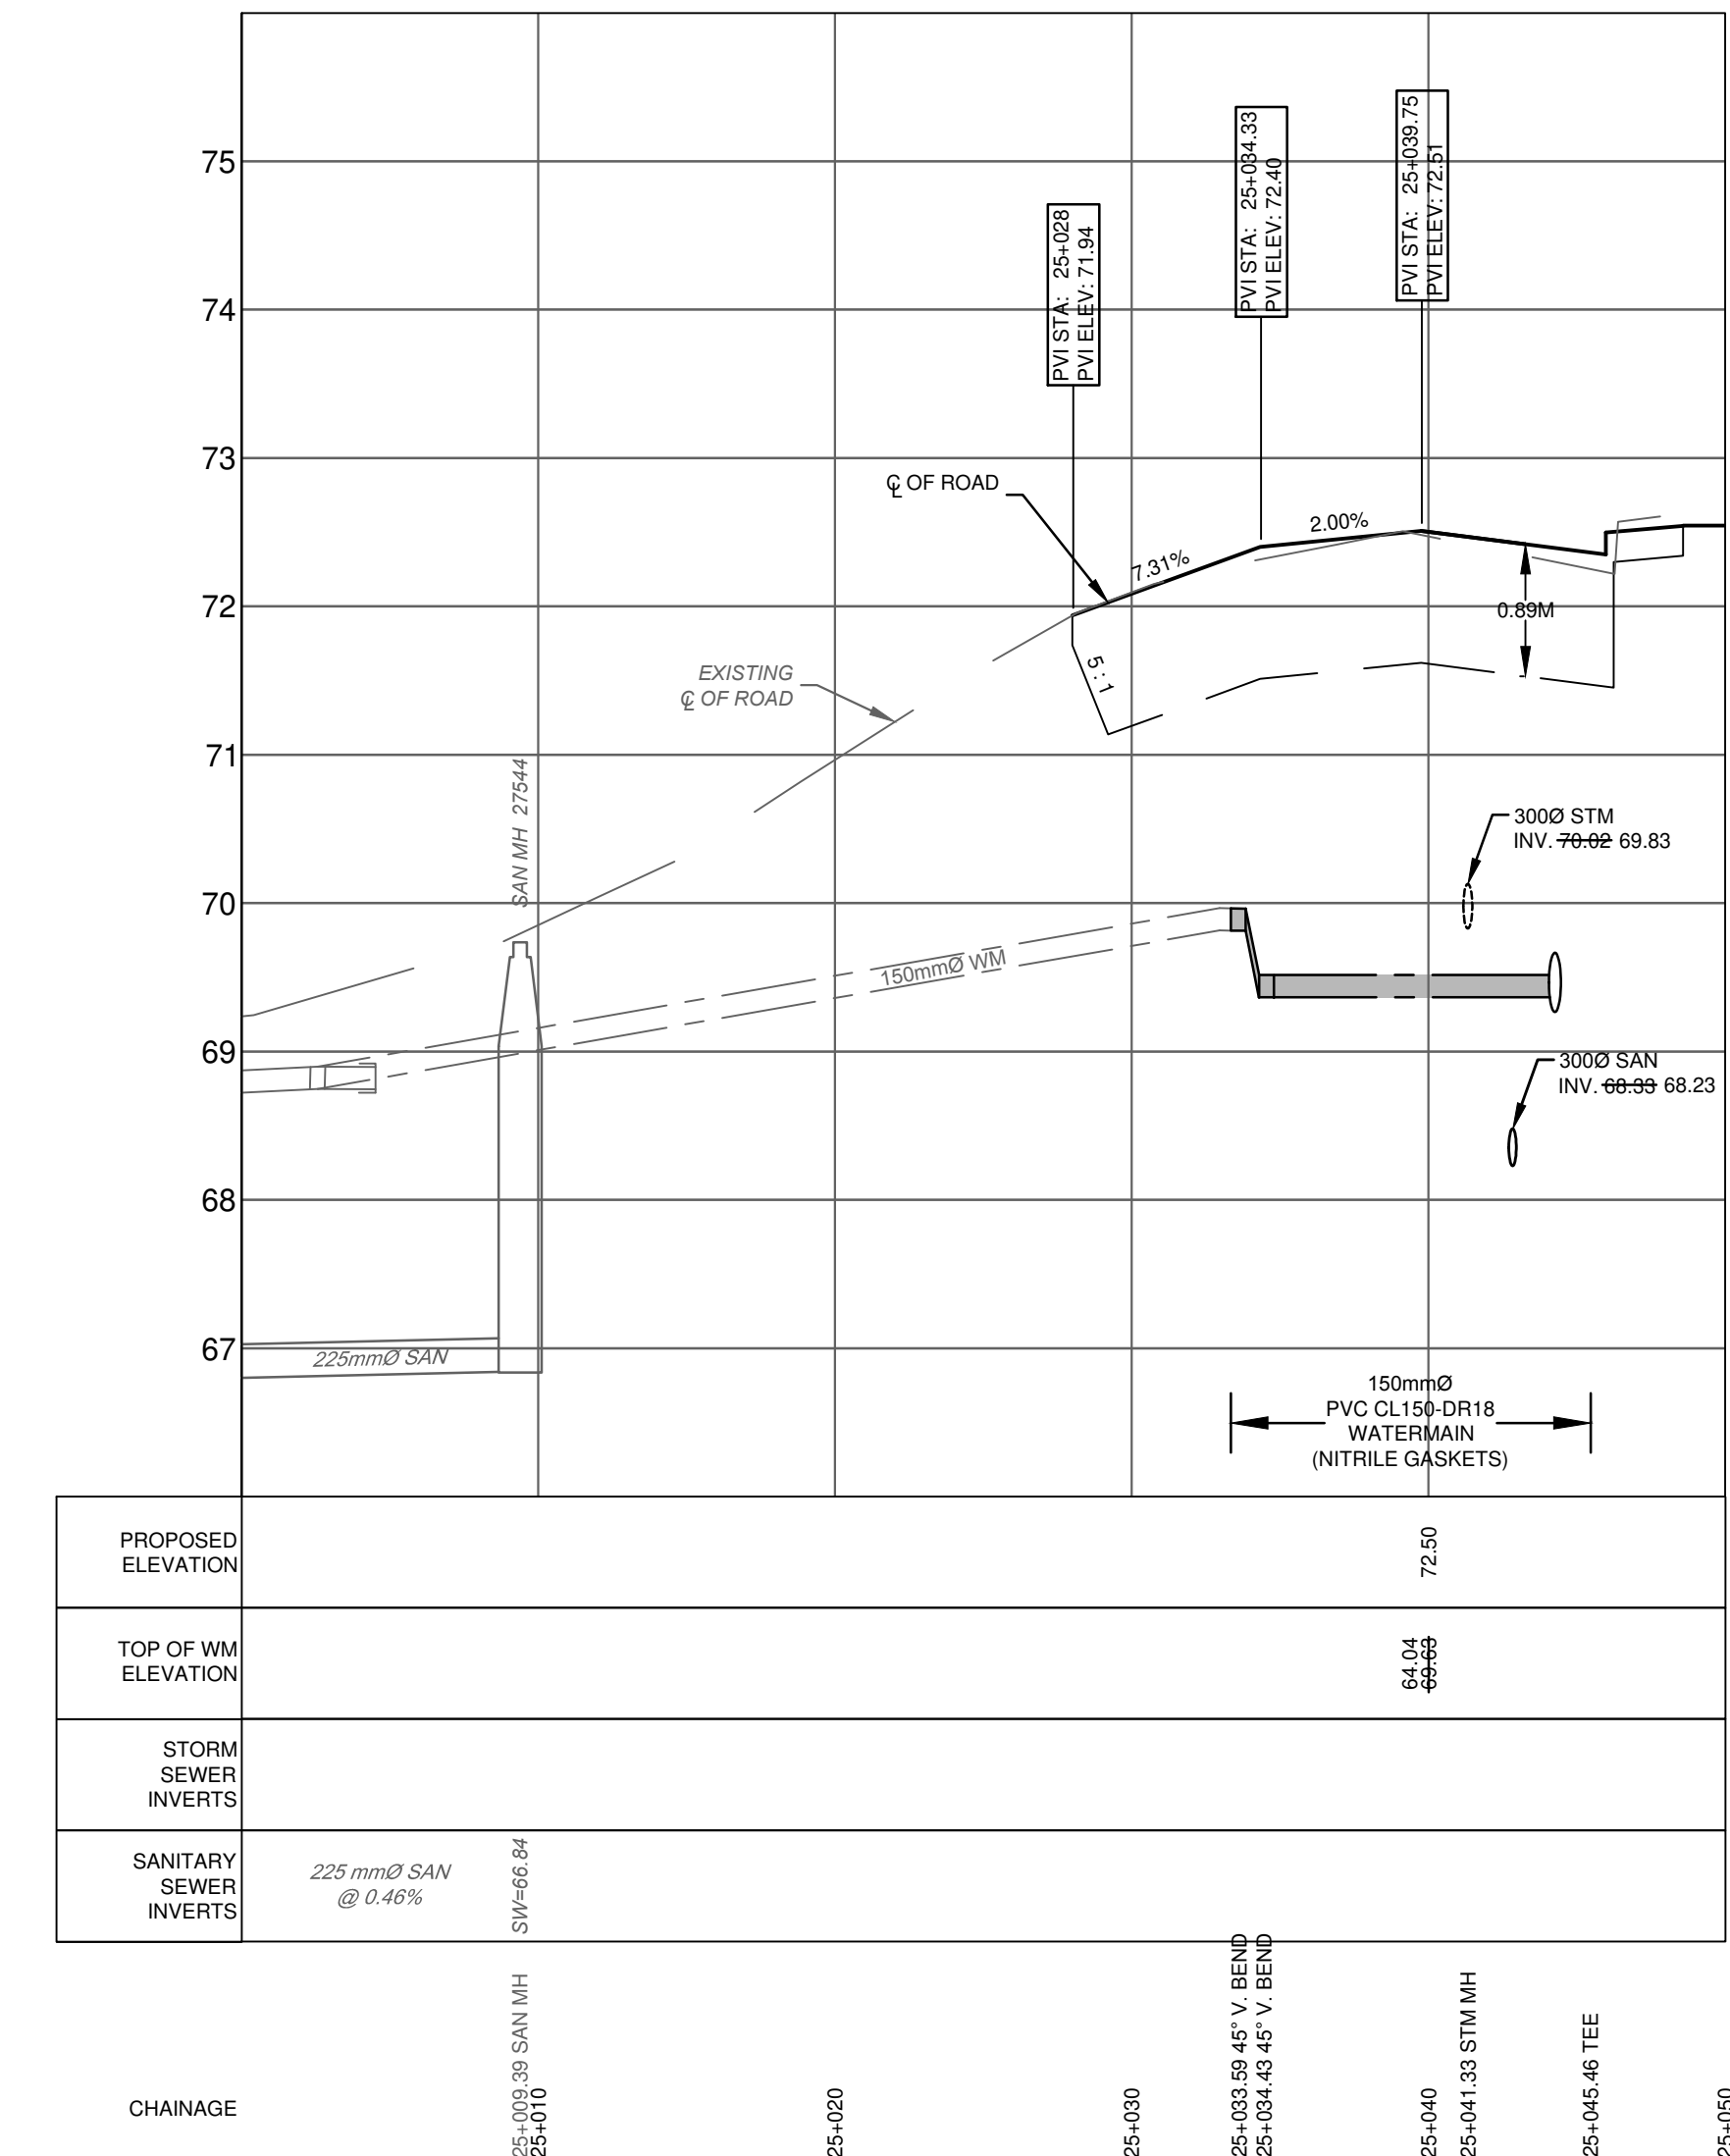 75
74
73
72
71
70
69
68
67
PVI STA: 25+028
PVI ELEV: 71.94
PVI STA: 25+034.33
PVI ELEV: 72.40
PVI STA: 25+039.75
PVI ELEV: 72.51
℄ OF ROAD
7.31%
2.00%
0.89M
5 : 1
EXISTING
℄ OF ROAD
SAN MH 27544
300Ø STM
INV. 70.02 69.83
150mmØ WM
300Ø SAN
INV. 68.33 68.23
225mmØ SAN
150mmØ
PVC CL150-DR18
WATERMAIN
(NITRILE GASKETS)
PROPOSED
ELEVATION
72.50
TOP OF WM
ELEVATION
64.04
69.63
STORM
SEWER
INVERTS
SANITARY
SEWER
INVERTS
225 mmØ SAN
@ 0.46%
SW=66.84
CHAINAGE
25+009.39 SAN MH
25+010
25+020
25+030
25+033.59 45° V. BEND
25+034.43 45° V. BEND
25+040
25+041.33 STM MH
25+045.46 TEE
25+050